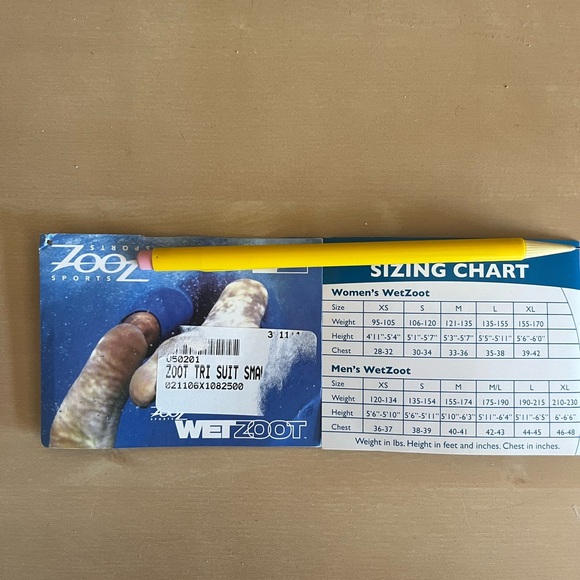 ZOOT
SPORTS
050201
ZOOT TRI SUIT SMA
021106X1082500
ZOOT
SPORTS
WETZOOT
SIZING CHART
Women's WetZoot
Size XS S M L XL
Weight 95-105 106-120 121-135 135-155 155-170
Height 4'11"-5'4" 5'1"-5'7" 5'3"-5'7" 5'5"-5'11" 5'6"-6'0"
Chest 28-32 30-34 33-36 35-38 39-42
Men's WetZoot
Size XS S M M/L L XL
Weight 120-134 135-154 155-174 175-190 190-215 210-230
Height 5'6"-5'10" 5'6"-5'11" 5'10"-6'3" 5'11"-6'4" 5'11"-6'5" 6'-6'6"
Chest 36-37 38-39 40-41 42-43 44-45 46-48
Weight in lbs. Height in feet and inches. Chest in inches.